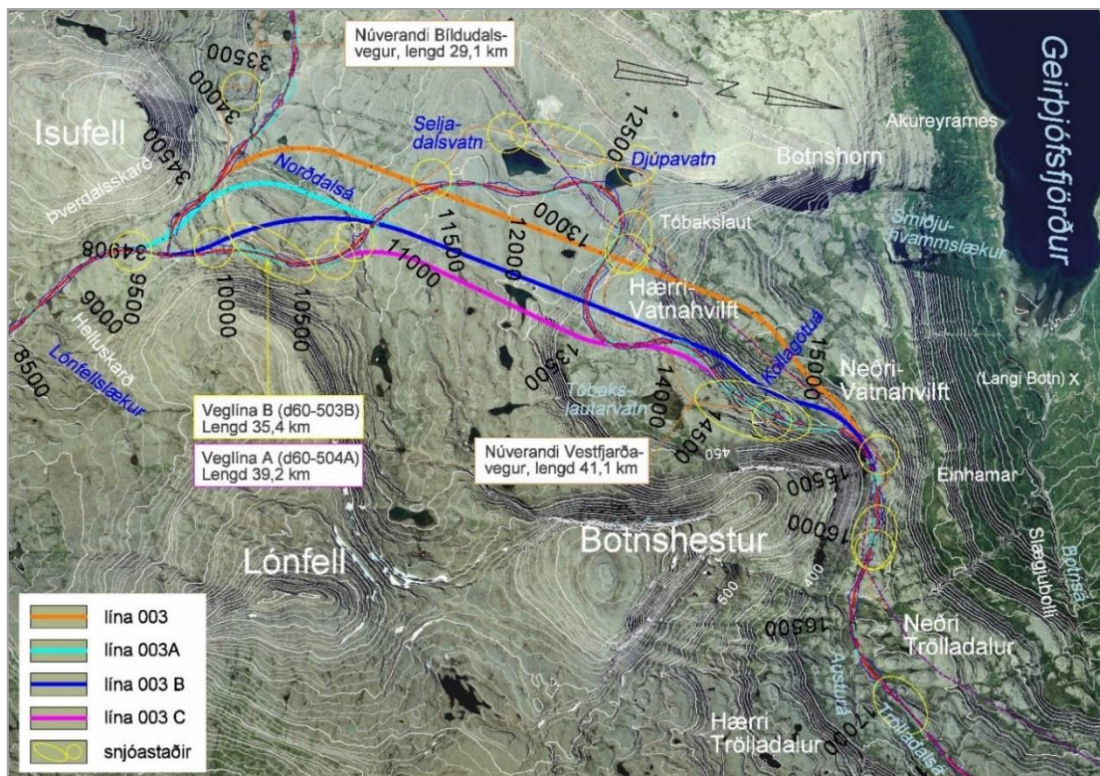 Núverandi Bíldudals-
vegur, lengd 29,1 km
33500
34000
34500
Isufell
Þverdalsskarð
Norðdalsá
Selja-
dalsvatn
12500
Djúpavatn
Botnshorn
Akureyrarnes
Geirþjófsfjörður
Smiðju-
hvammslækur
Tóbakslaut
13000
12000
11500
11000
34908
9500
9000
8500
10000
10500
Helluskarð
Lónfellslækur
Hærri-
Vatnahvilft
Kollagötuá
15000
Neðri-
Vatnahvilft
(Langi Botn) x
13500
14000
14500
Tóbaks-
lautarvatn
450
Veglína B (d60-503B)
Lengd 35,4 km
Veglína A (d60-504A)
Lengd 39,2 km
Núverandi Vestfjarða-
vegur, lengd 41,1 km
15500
16000
Einhamar
Slægjubolli
Botnsá
Lónfell
Botnshestur
500
400
16500
Neðri
Trölladalur
Austurá
Hærri
Trölladalur
17000
Trölladalsá
lína 003
lína 003A
lína 003 B
lína 003 C
snjóastaðir